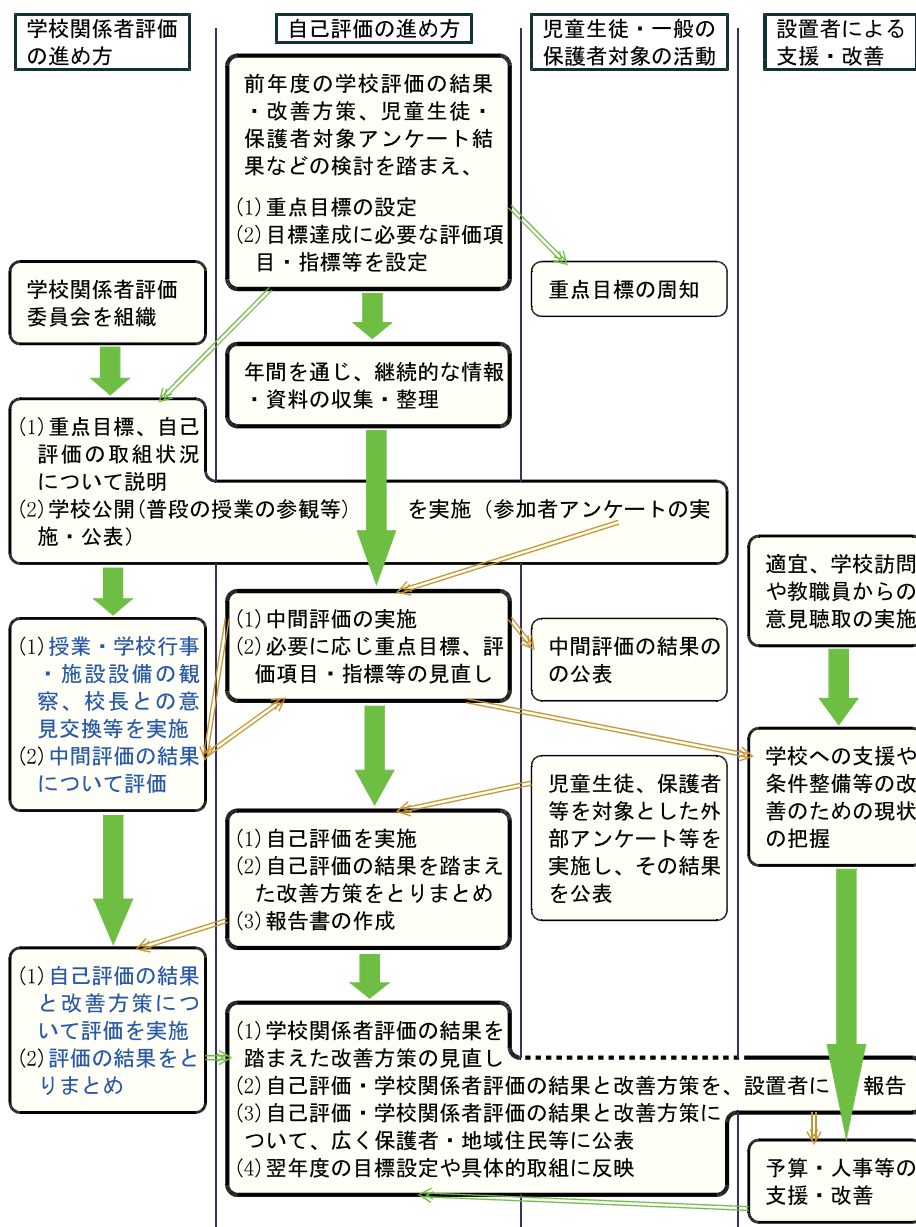 学校関係者評価
の進め方
自己評価の進め方
児童生徒・一般の
保護者対象の活動
設置者による
支援・改善
前年度の学校評価の結果
・改善方策、児童生徒・
保護者対象アンケート結
果などの検討を踏まえ、
(1)重点目標の設定
(2)目標達成に必要な評価項
目・指標等を設定
学校関係者評価
委員会を組織
重点目標の周知
年間を通じ、継続的な情報
・資料の収集・整理
(1)重点目標、自己
評価の取組状況
について説明
(2)学校公開(普段の授業の参観等) を実施(参加者アンケートの実
施・公表)
適宜、学校訪問
や教職員からの
意見聴取の実施
(1)中間評価の実施
(2)必要に応じ重点目標、評
価項目・指標等の見直し
中間評価の結果の
の公表
(1)授業・学校行事
・施設設備の観
察、校長との意
見交換等を実施
(2)中間評価の結果
について評価
学校への支援や
条件整備等の改
善のための現状
の把握
児童生徒、保護者
等を対象とした外
部アンケート等を
実施し、その結果
を公表
(1)自己評価を実施
(2)自己評価の結果を踏まえ
た改善方策をとりまとめ
(3)報告書の作成
(1)自己評価の結果
と改善方策につ
いて評価を実施
(2)評価の結果をと
りまとめ
(1)学校関係者評価の結果を
踏まえた改善方策の見直し
(2)自己評価・学校関係者評価の結果と改善方策を、設置者に 報告
(3)自己評価・学校関係者評価の結果と改善方策に
ついて、広く保護者・地域住民等に公表
(4)翌年度の目標設定や具体的取組に反映
予算・人事等の
支援・改善